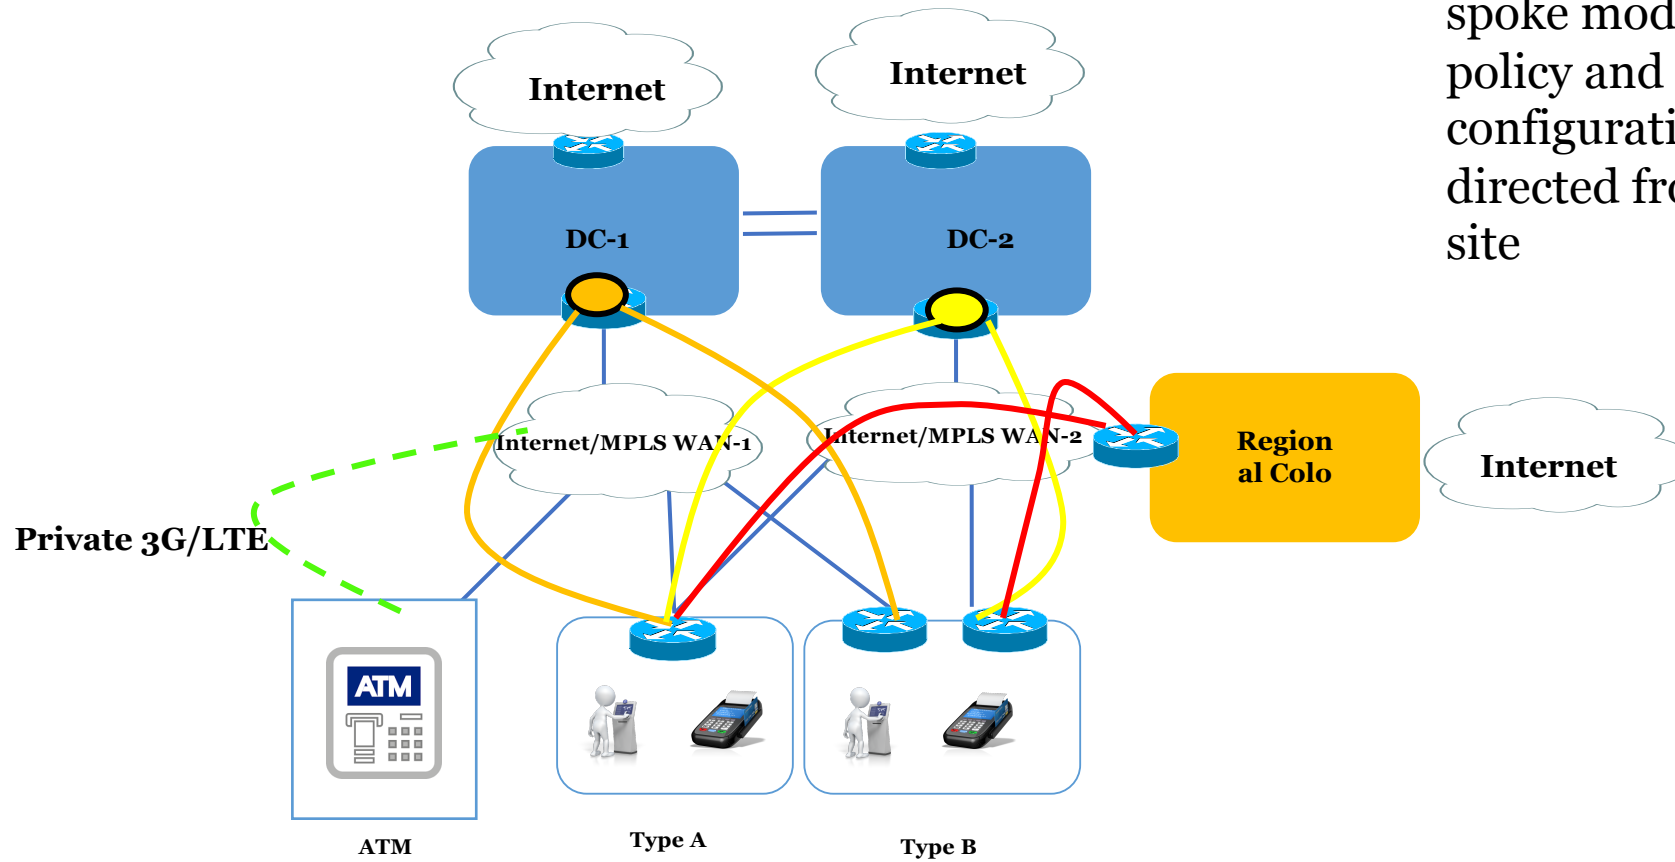 Internet
Internet
spoke mod
policy and
configurati
directed fro
site
DC-1
DC-2
Internet/MPLS WAN-1
Internet/MPLS WAN-2
Region
al Colo
Internet
Private 3G/LTE
ATM
ATM
Type A
Type B